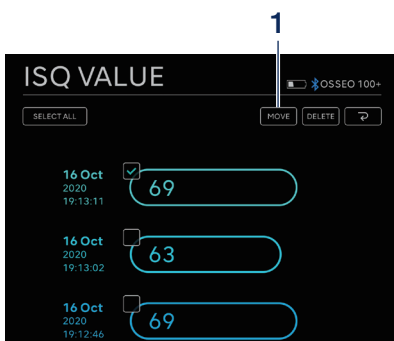 1
ISQ VALUE
OSSEO 100+
SELECT ALL
MOVE
DELETE
16 Oct
2020
19:13:11
69
16 Oct
2020
19:13:02
63
16 Oct
2020
19:12:46
69